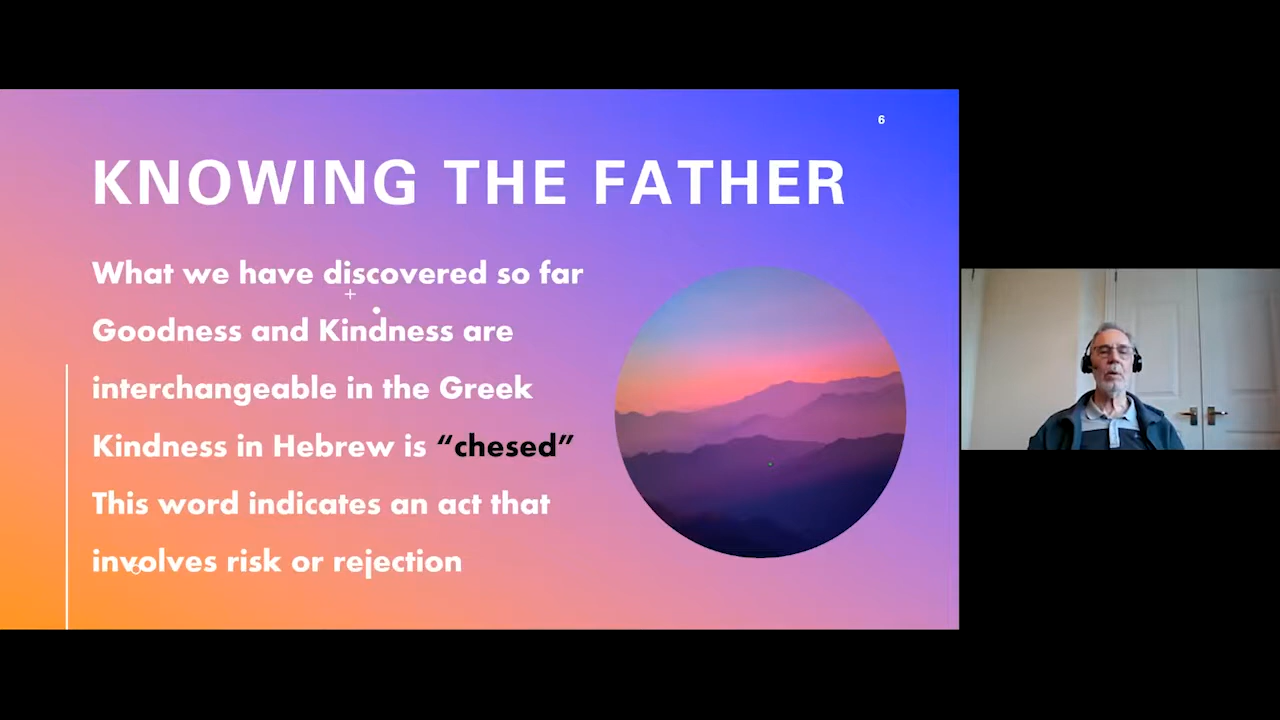 6
KNOWING THE FATHER
What we have discovered so far
Goodness and Kindness are
interchangeable in the Greek
Kindness in Hebrew is “chesed”
This word indicates an act that
involves risk or rejection